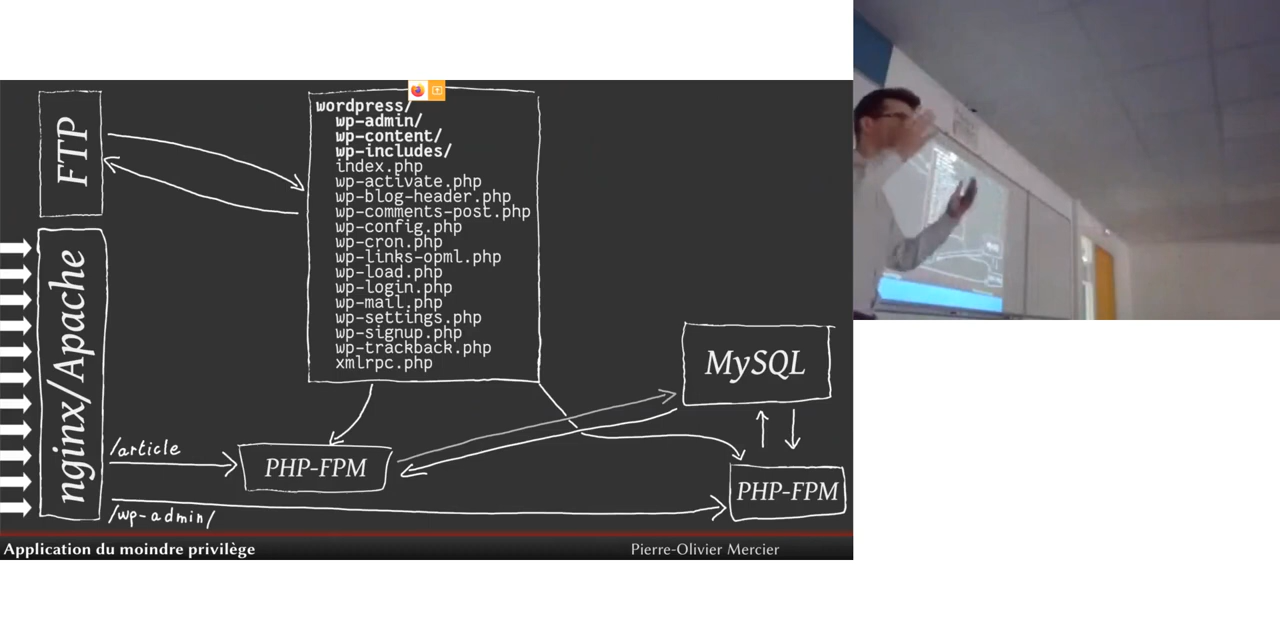 FTP
nginx/Apache
wordpress/
wp-admin/
wp-content/
wp-includes/
index.php
wp-activate.php
wp-blog-header.php
wp-comments-post.php
wp-config.php
wp-cron.php
wp-links-opml.php
wp-load.php
wp-login.php
wp-mail.php
wp-settings.php
wp-signup.php
wp-trackback.php
xmlrpc.php
MySQL
/article
PHP-FPM
PHP-FPM
/wp-admin/
Application du moindre privilège
Pierre-Olivier Mercier